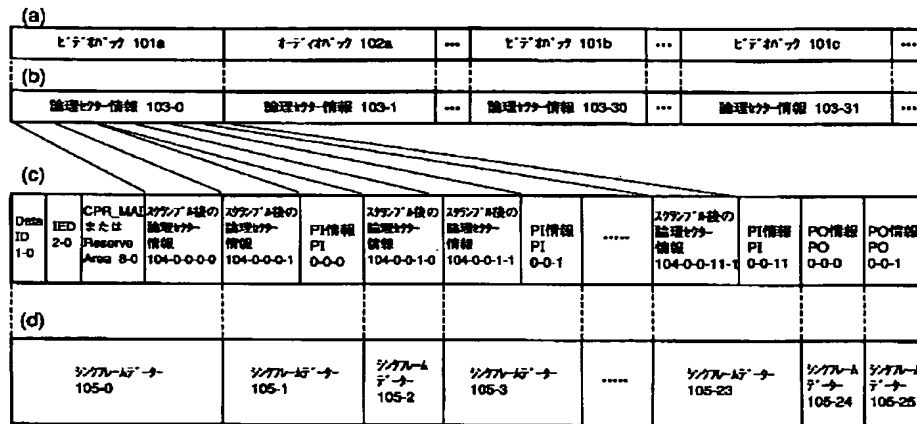 (a)
ビデオパック 101a オーディオパック 102a ... ビデオパック 101b ... ビデオパック 101c ...
(b)
論理セクター情報 103-0 論理セクター情報 103-1 ... 論理セクター情報 103-30 ... 論理セクター情報 103-31 ...
(c)
Data ID 1-0
IED 2-0
CPR_MAI または Reserve Area 8-0
スクランブル後の論理セクター情報 104-0-0-0-0
スクランブル後の論理セクター情報 104-0-0-0-1
PI情報 PI 0-0-0
スクランブル後の論理セクター情報 104-0-0-1-0
スクランブル後の論理セクター情報 104-0-0-1-1
PI情報 PI 0-0-1
.....
スクランブル後の論理セクター情報 104-0-0-11-1
PI情報 PI 0-0-11
PO情報 PO 0-0-0
PO情報 PO 0-0-1
(d)
シンクフレームデーター 105-0
シンクフレームデーター 105-1
シンクフレームデーター 105-2
シンクフレームデーター 105-3
.....
シンクフレームデーター 105-23
シンクフレームデーター 105-24
シンクフレームデーター 105-25